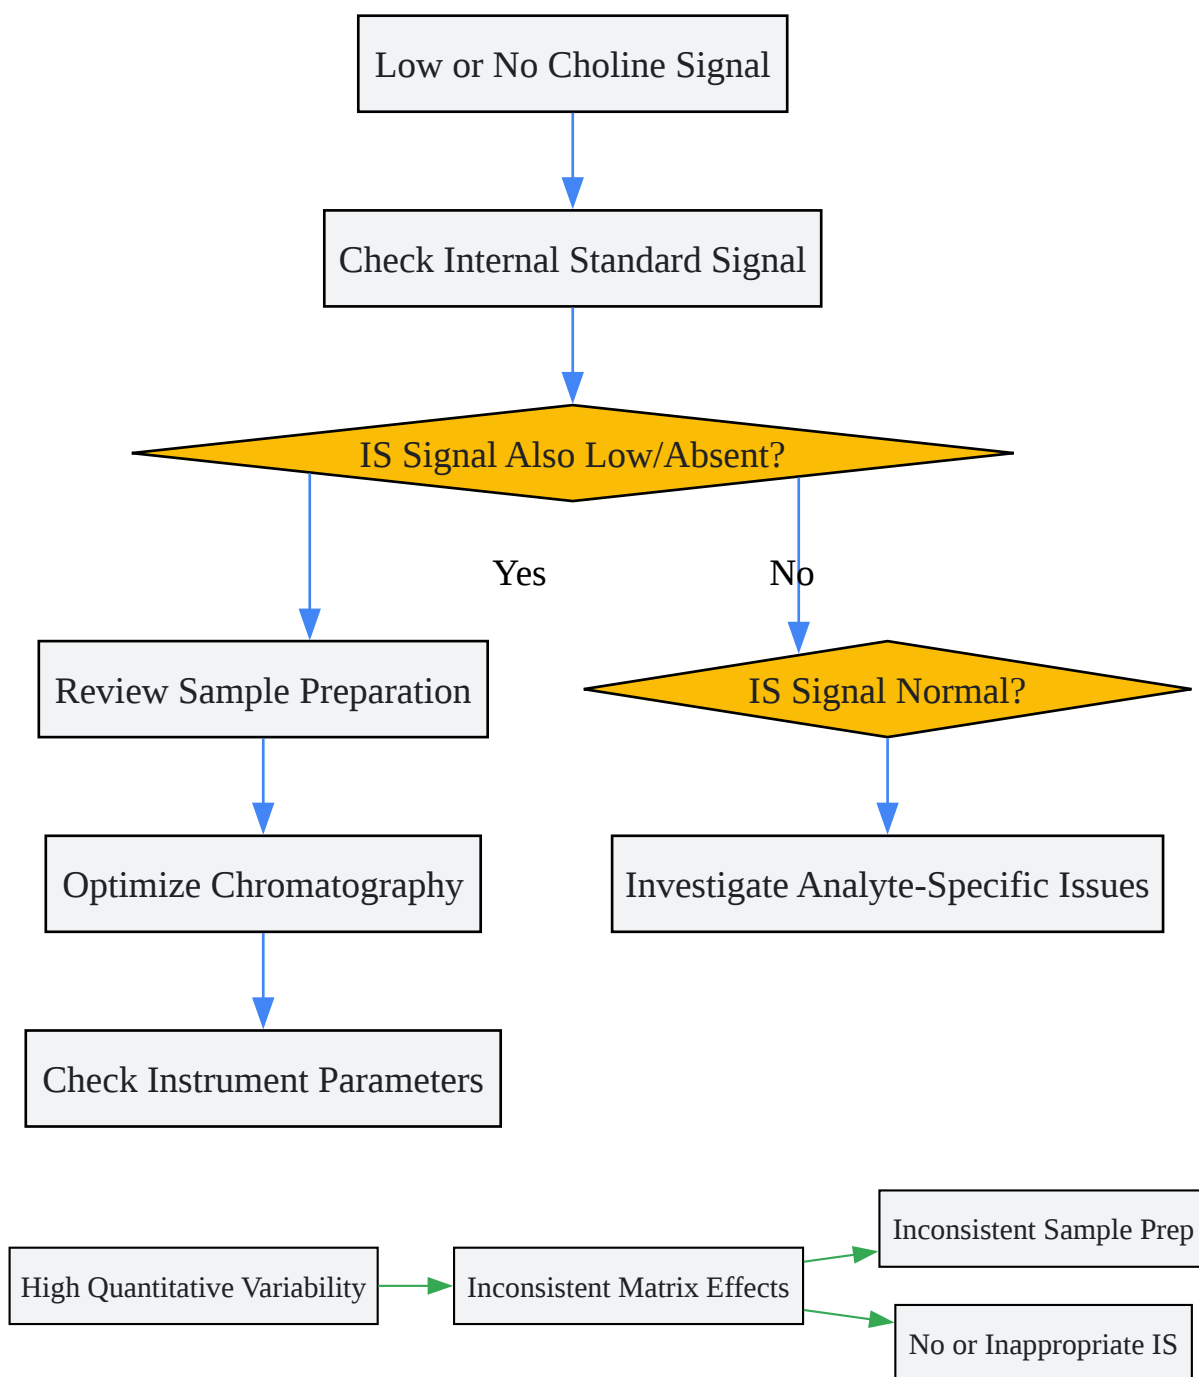 Low or No Choline Signal
Check Internal Standard Signal
IS Signal Also Low/Absent?
Yes
No
Review Sample Preparation
IS Signal Normal?
Optimize Chromatography
Investigate Analyte-Specific Issues
Check Instrument Parameters
High Quantitative Variability
Inconsistent Matrix Effects
Inconsistent Sample Prep
No or Inappropriate IS